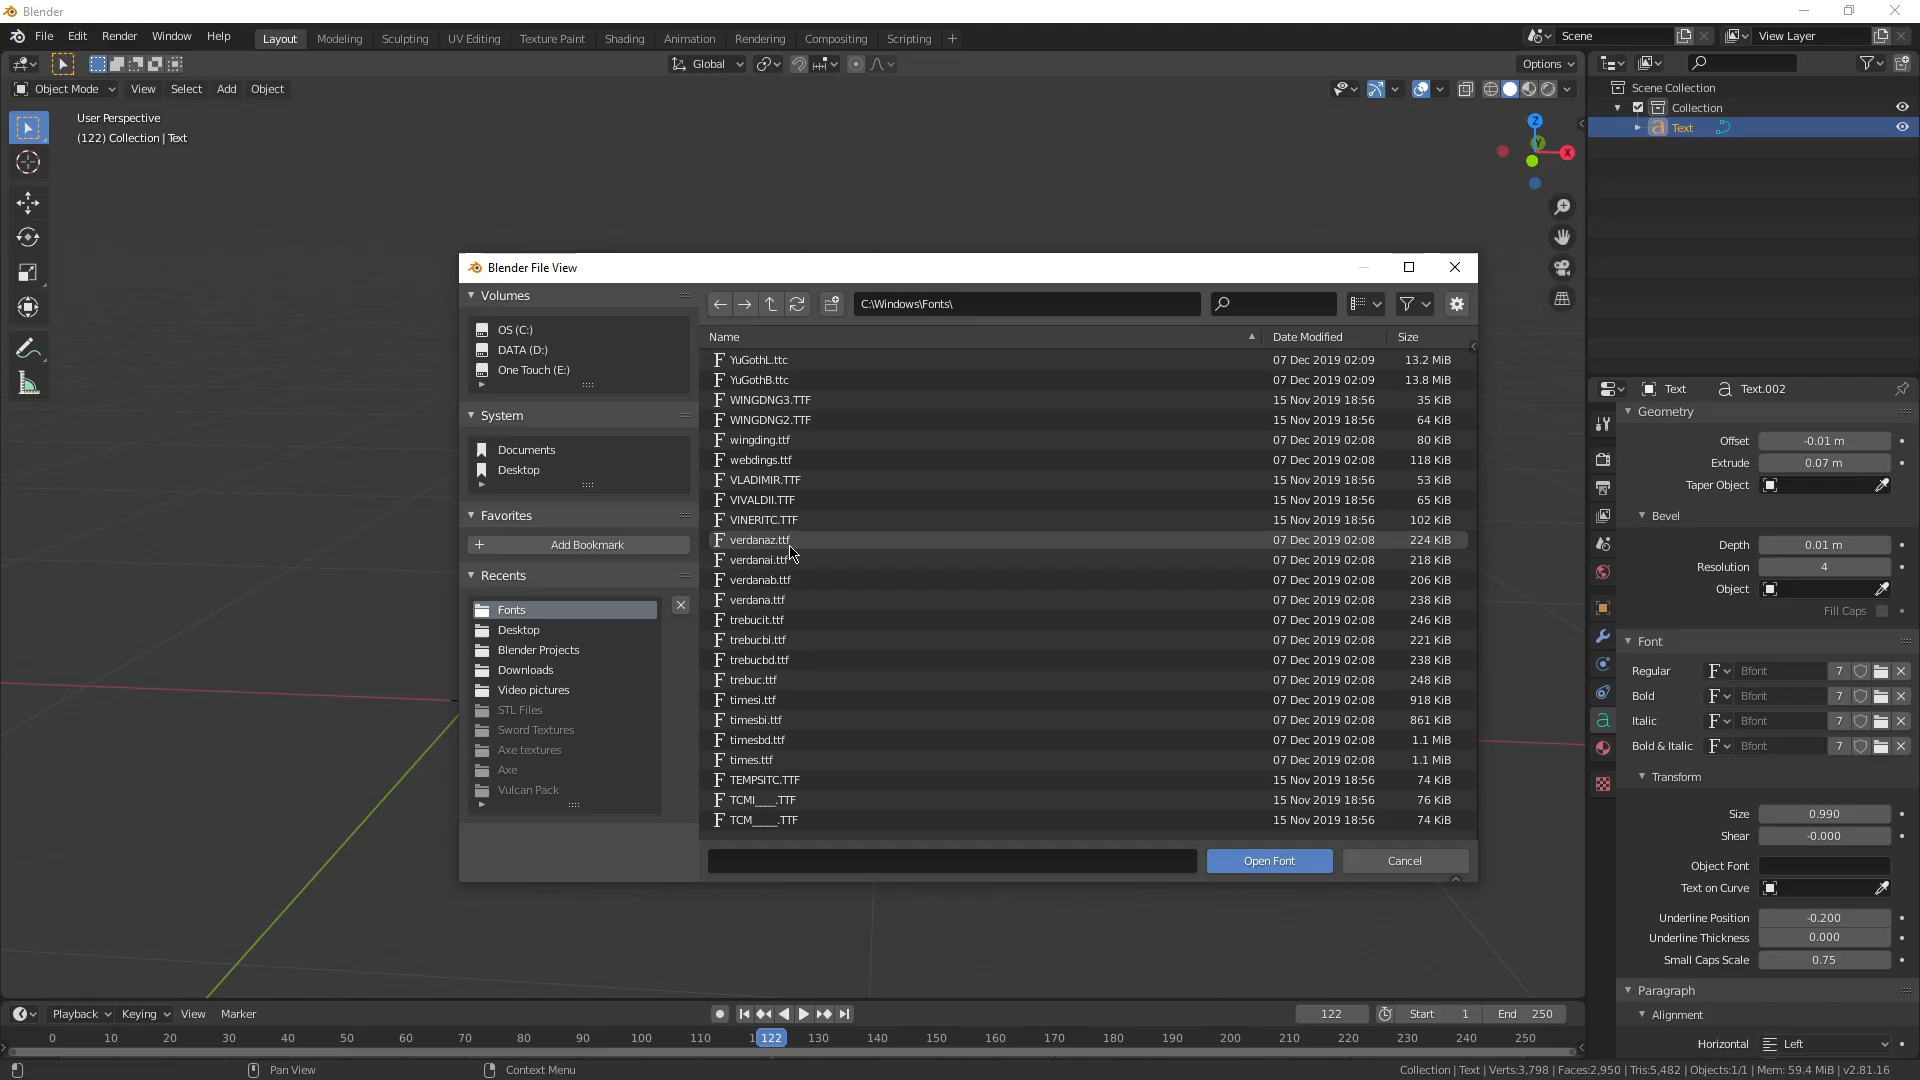 Blender
File Edit Render Window Help Layout Modeling Sculpting UV Editing Texture Paint Shading Animation Rendering Compositing Scripting + Scene View Layer
Global Options
Object Mode View Select Add Object
User Perspective
(122) Collection | Text
Z
Y
X
Scene Collection
Collection
Text
Blender File View
Volumes
OS (C:)
DATA (D:)
One Touch (E:)
System
Documents
Desktop
Favorites
Add Bookmark
Recents
Fonts
Desktop
Blender Projects
Downloads
Video pictures
STL Files
Sword Textures
Axe textures
Axe
Vulcan Pack
C:\Windows\Fonts\
Name Date Modified Size
YuGothL.ttc 07 Dec 2019 02:09 13.2 MiB
YuGothB.ttc 07 Dec 2019 02:09 13.8 MiB
WINGDNG3.TTF 15 Nov 2019 18:56 35 KiB
WINGDNG2.TTF 15 Nov 2019 18:56 64 KiB
wingding.ttf 07 Dec 2019 02:08 80 KiB
webdings.ttf 07 Dec 2019 02:08 118 KiB
VLADIMIR.TTF 15 Nov 2019 18:56 53 KiB
VIVALDII.TTF 15 Nov 2019 18:56 65 KiB
VINERITC.TTF 15 Nov 2019 18:56 102 KiB
verdanaz.ttf 07 Dec 2019 02:08 224 KiB
verdanai.ttf 07 Dec 2019 02:08 218 KiB
verdanab.ttf 07 Dec 2019 02:08 206 KiB
verdana.ttf 07 Dec 2019 02:08 238 KiB
trebucit.ttf 07 Dec 2019 02:08 246 KiB
trebucbi.ttf 07 Dec 2019 02:08 221 KiB
trebucbd.ttf 07 Dec 2019 02:08 238 KiB
trebuc.ttf 07 Dec 2019 02:08 248 KiB
timesi.ttf 07 Dec 2019 02:08 918 KiB
timesbi.ttf 07 Dec 2019 02:08 861 KiB
timesbd.ttf 07 Dec 2019 02:08 1.1 MiB
times.ttf 07 Dec 2019 02:08 1.1 MiB
TEMPSITC.TTF 15 Nov 2019 18:56 74 KiB
TCMI____.TTF 15 Nov 2019 18:56 76 KiB
TCM_____.TTF 15 Nov 2019 18:56 74 KiB
Open Font Cancel
Text Text.002
Geometry
Offset -0.01 m
Extrude 0.07 m
Taper Object
Bevel
Depth 0.01 m
Resolution 4
Object
Fill Caps
Font
Regular Bfont 7
Bold Bfont 7
Italic Bfont 7
Bold & Italic Bfont 7
Transform
Size 0.990
Shear -0.000
Object Font
Text on Curve
Underline Position -0.200
Underline Thickness 0.000
Small Caps Scale 0.75
Paragraph
Alignment
Horizontal Left
Playback Keying View Marker 122 Start 1 End 250
0 10 20 30 40 50 60 70 80 90 100 110 1 122 130 140 150 160 170 180 190 200 210 220 230 240 250
Pan View Context Menu Collection | Text | Verts:3,798 | Faces:2,950 | Tris:5,482 | Objects:1/1 | Mem: 59.4 MiB | v2.81.16